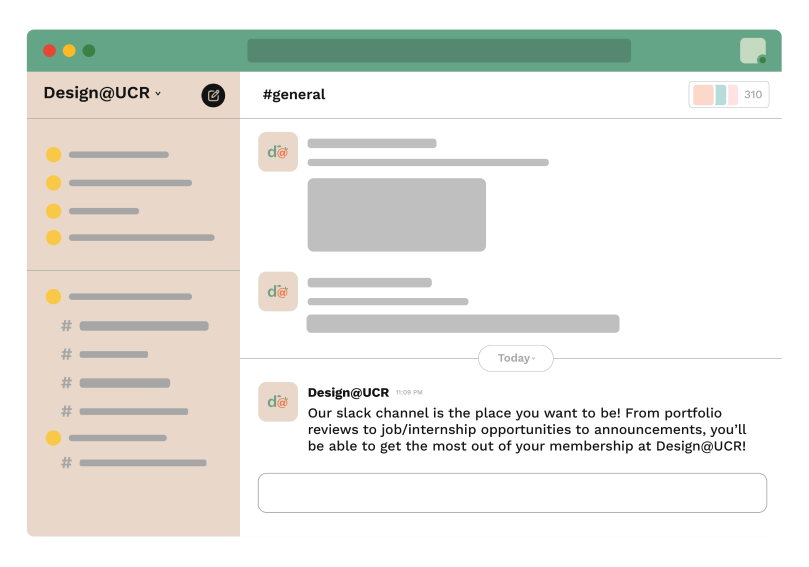 Design@UCR
#general
310
d@
d@
Today
d@
Design@UCR 11:09 PM
Our slack channel is the place you want to be! From portfolio
reviews to job/internship opportunities to announcements, you’ll
be able to get the most out of your membership at Design@UCR!
#
#
#
#
#